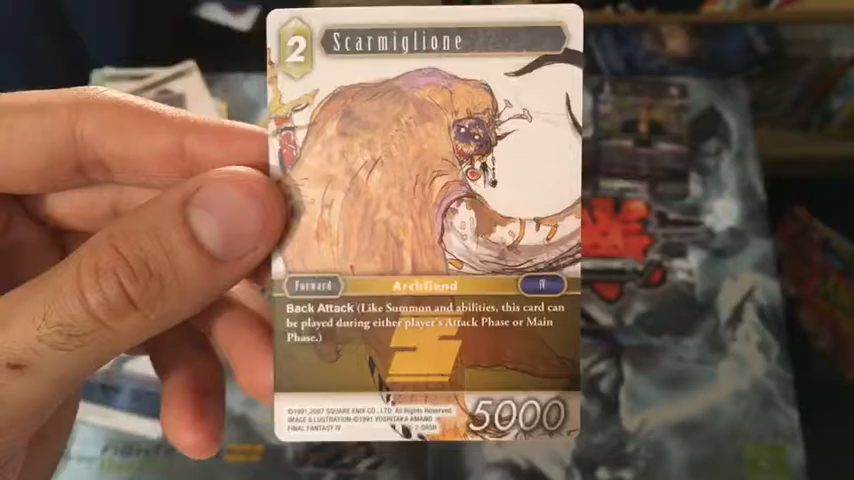 2
Scarmiglione
Forward
Archfiend
IV
Back Attack (Like Summon and abilities, this card can
be played during either player's Attack Phase or Main
Phase.)
©1991, 2007 SQUARE ENIX CO., LTD. All Rights Reserved.
IMAGE & ILLUSTRATION: ©1991 YOSHITAKA AMANO
FINAL FANTASY IV
5000